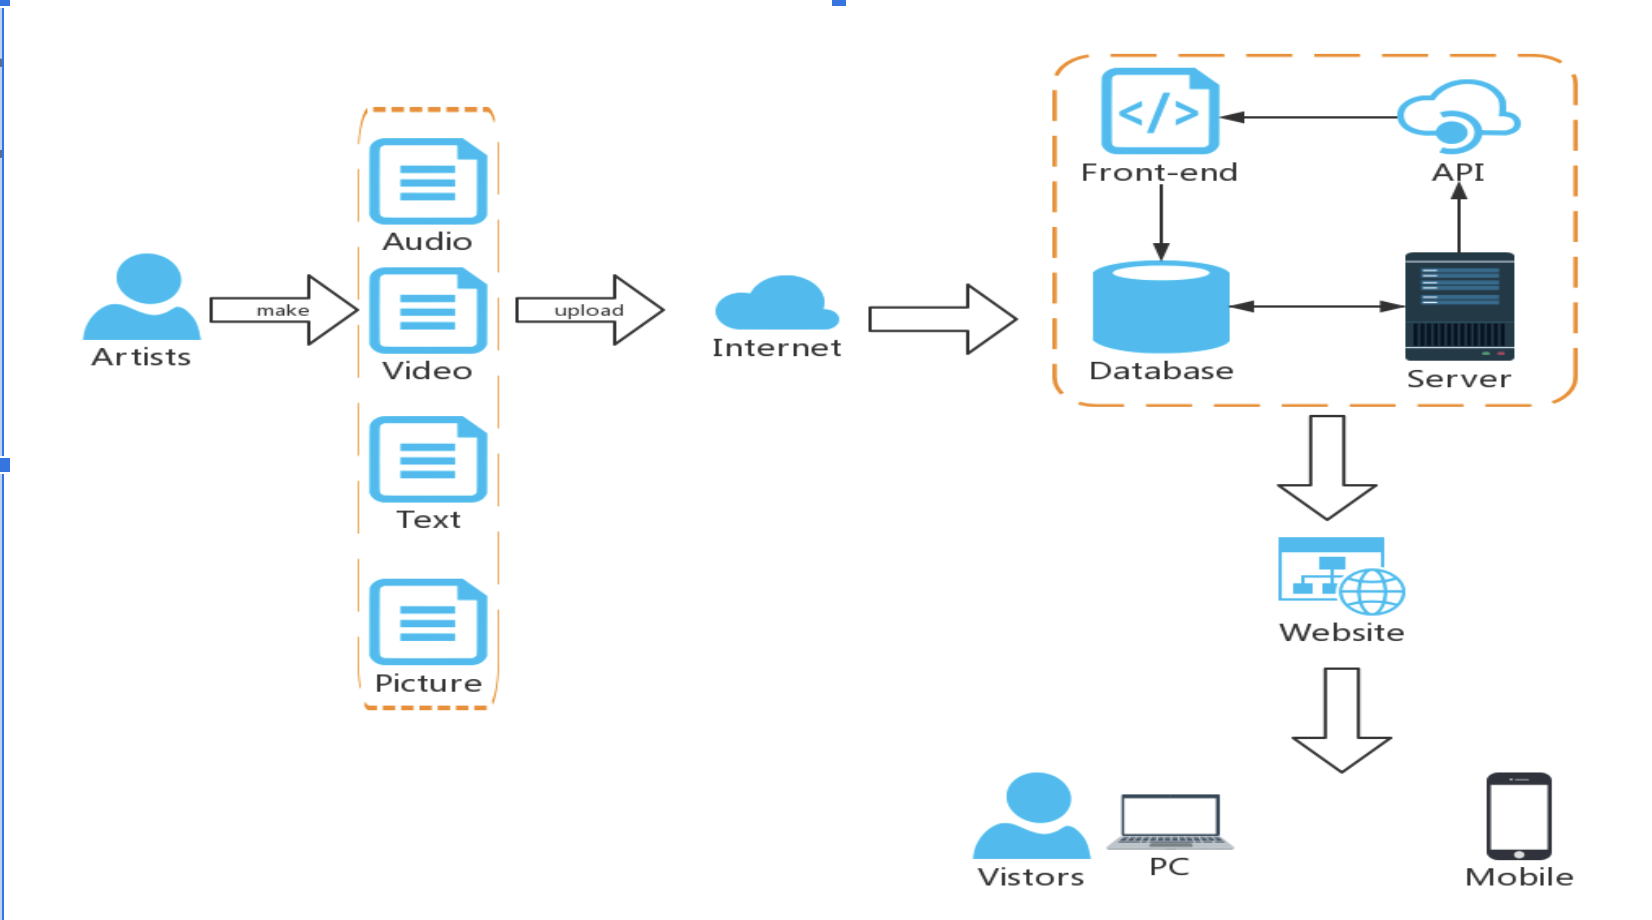 Artists
make
Audio
Video
Text
Picture
upload
Internet
Front-end
API
Database
Server
Website
Vistors
PC
Mobile